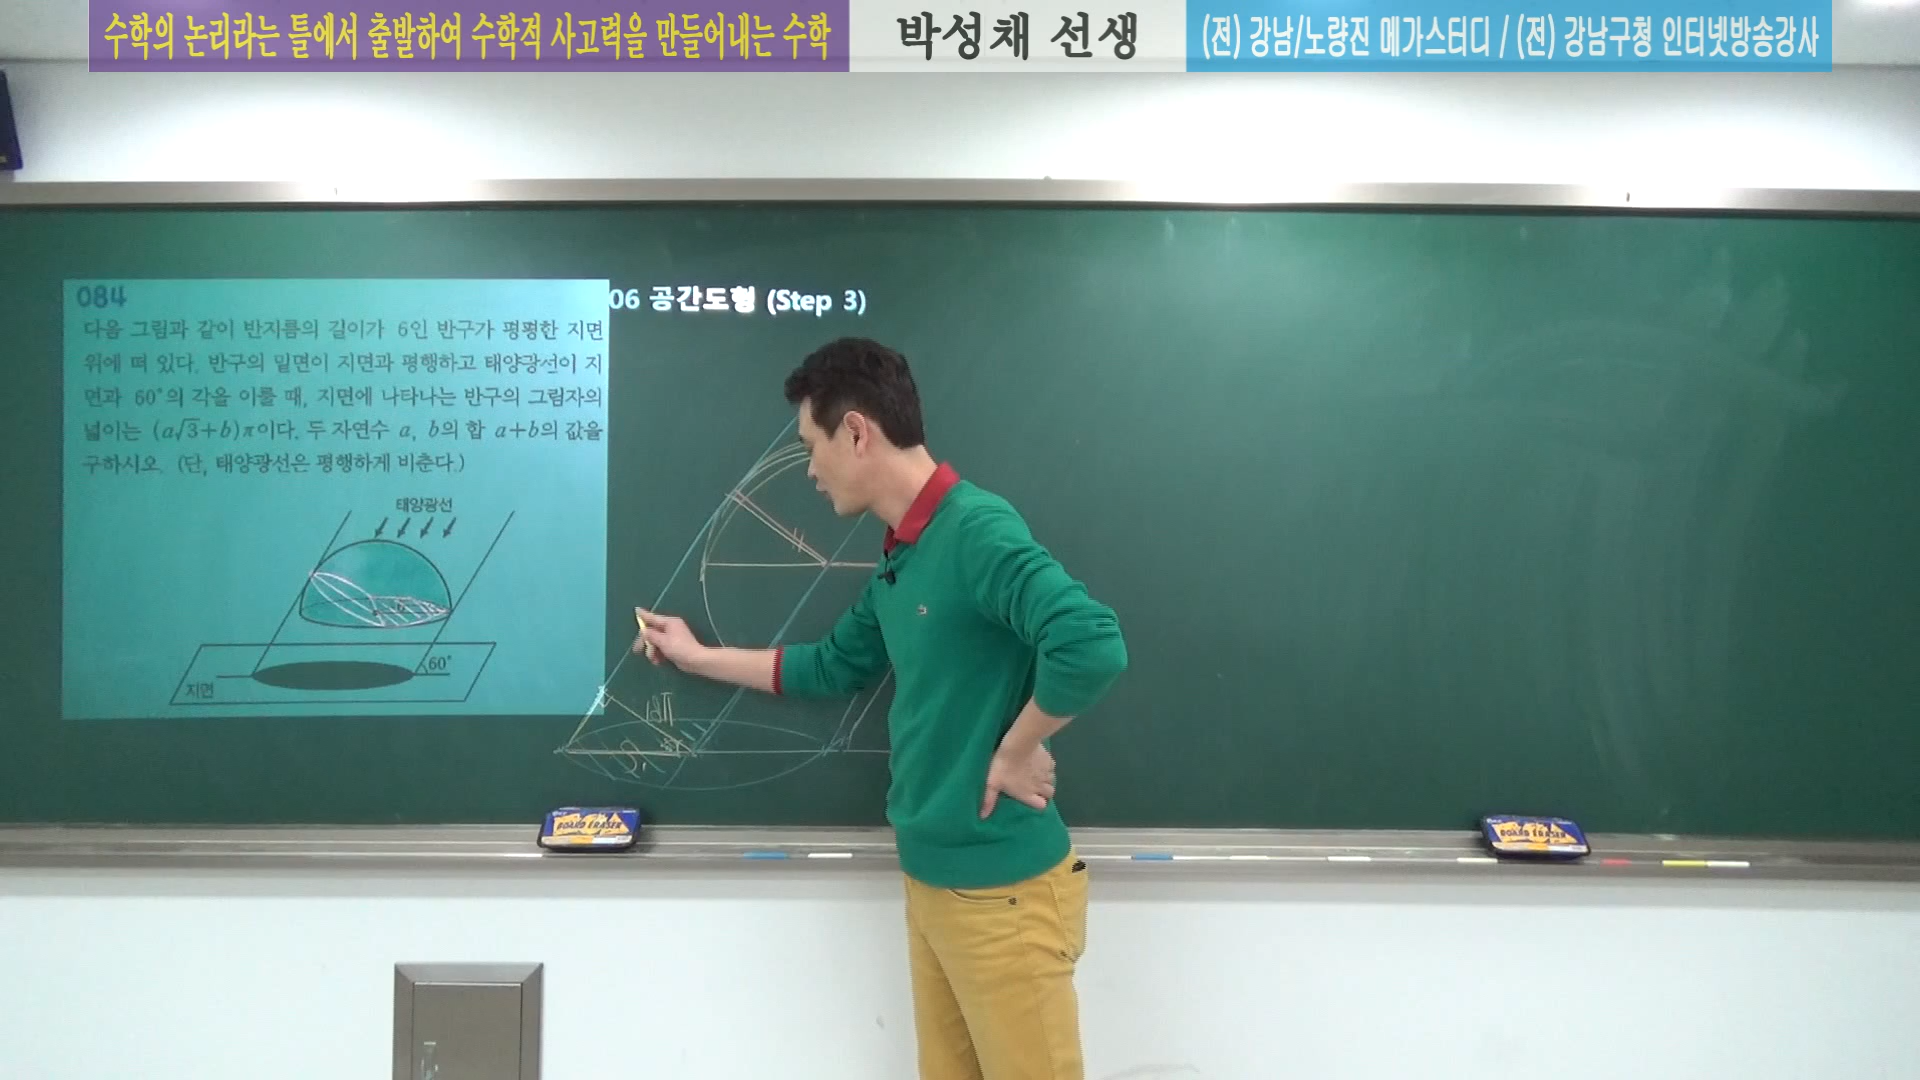 수학의 논리라는 틀에서 출발하여 수학적 사고력을 만들어내는 수학
박성채 선생
(전) 강남/노량진 메가스터디 / (전) 강남구청 인터넷방송강사
084
06 공간도형 (Step 3)
다음 그림과 같이 반지름의 길이가 6인 반구가 평평한 지면
위에 떠 있다. 반구의 밑면이 지면과 평행하고 태양광선이 지
면과 60°의 각을 이룰 때, 지면에 나타나는 반구의 그림자의
넓이는 (a√3+b)π이다. 두 자연수 a, b의 합 a+b의 값을
구하시오. (단, 태양광선은 평행하게 비춘다.)
태양광선
60°
지면
18π
BOARD ERASER
BOARD ERASER